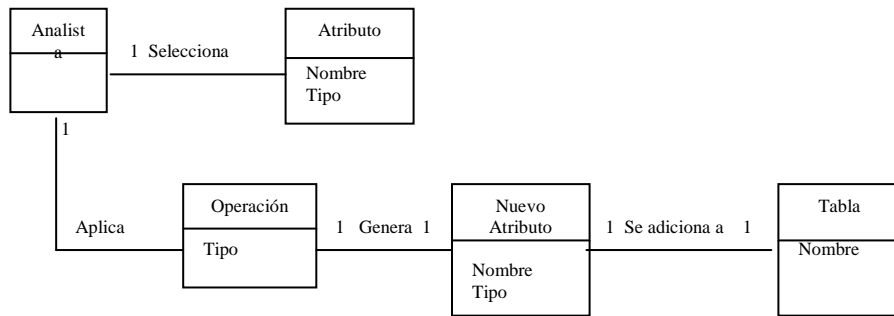 Analist
a
1 Selecciona
Atributo
Nombre
Tipo
1
Aplica
Operación
Tipo
1 Genera 1
Nuevo
Atributo
Nombre
Tipo
1 Se adiciona a 1
Tabla
Nombre